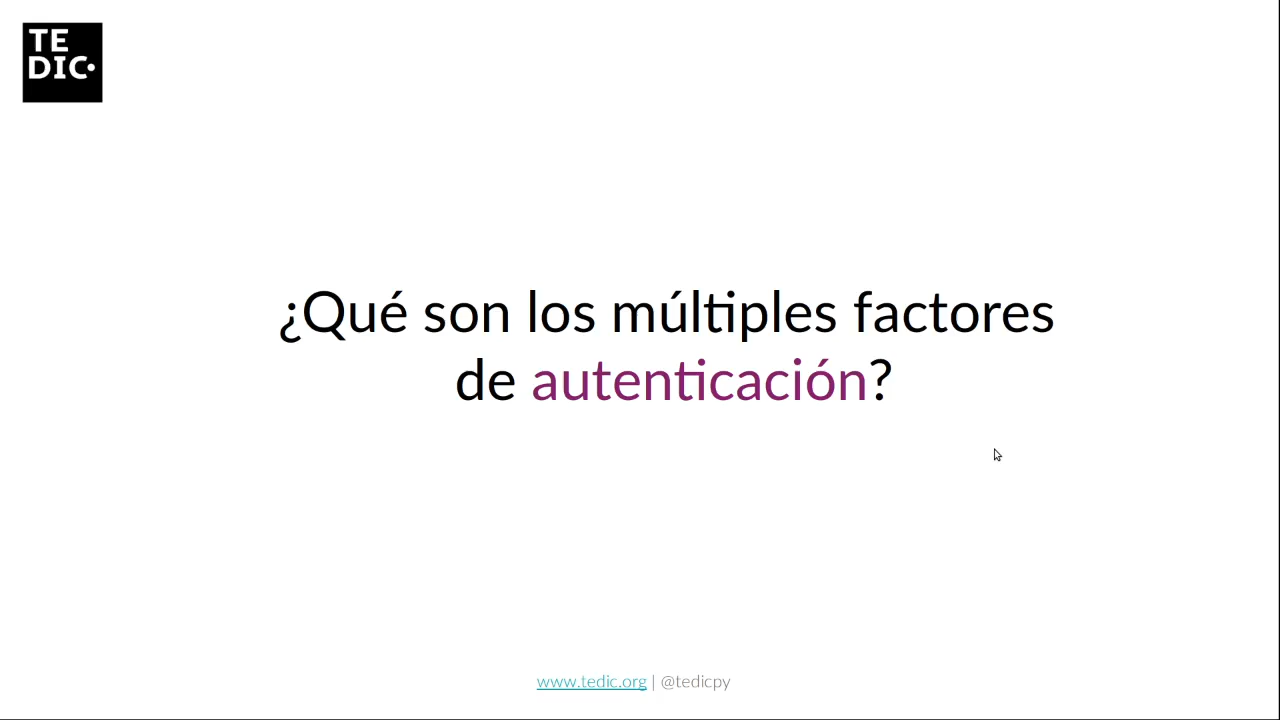 TE
DIC•
¿Qué son los múltiples factores
de autenticación?
www.tedic.org | @tedicpy